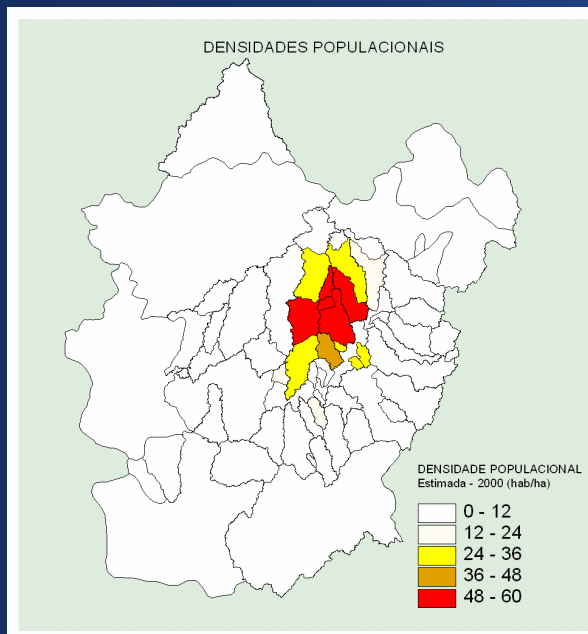 DENSIDADES POPULACIONAIS
DENSIDADE POPULACIONAL
Estimada - 2000 (hab/ha)
0 - 12
12 - 24
24 - 36
36 - 48
48 - 60